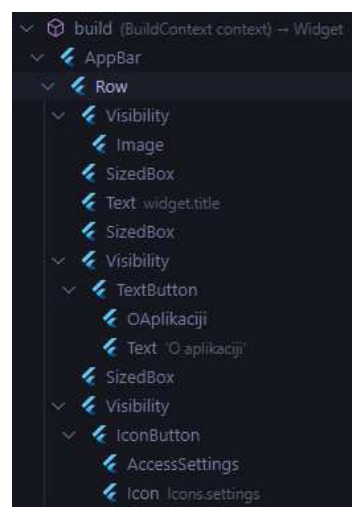 build (BuildContext context) → Widget
AppBar
Row
Visibility
Image
SizedBox
Text widget.title
SizedBox
Visibility
TextButton
OAplikaciji
Text 'O aplikaciji'
SizedBox
Visibility
IconButton
AccessSettings
Icon Icons.settings